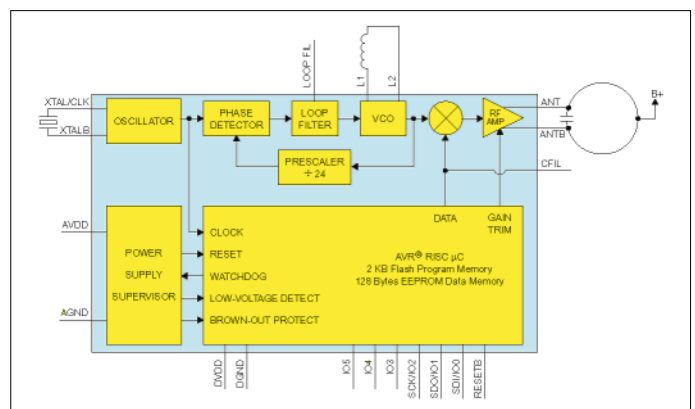 LOOP FIL
L1
L2
B+
XTAL/CLK
XTALB
OSCILLATOR
PHASE
DETECTOR
LOOP
FILTER
VCO
RF
AMP
ANT
ANTB
PRESCALER
÷ 24
CFIL
DATA
GAIN
TRIM
AVDD
AGND
POWER
SUPPLY
SUPERVISOR
CLOCK
RESET
WATCHDOG
LOW-VOLTAGE DETECT
BROWN-OUT PROTECT
AVR® RISC µC
2 KB Flash Program Memory
128 Bytes EEPROM Data Memory
DVDD
DGND
IO5
IO4
IO3
SCK/IO2
SDO/IO1
SDI/IO0
RESETB